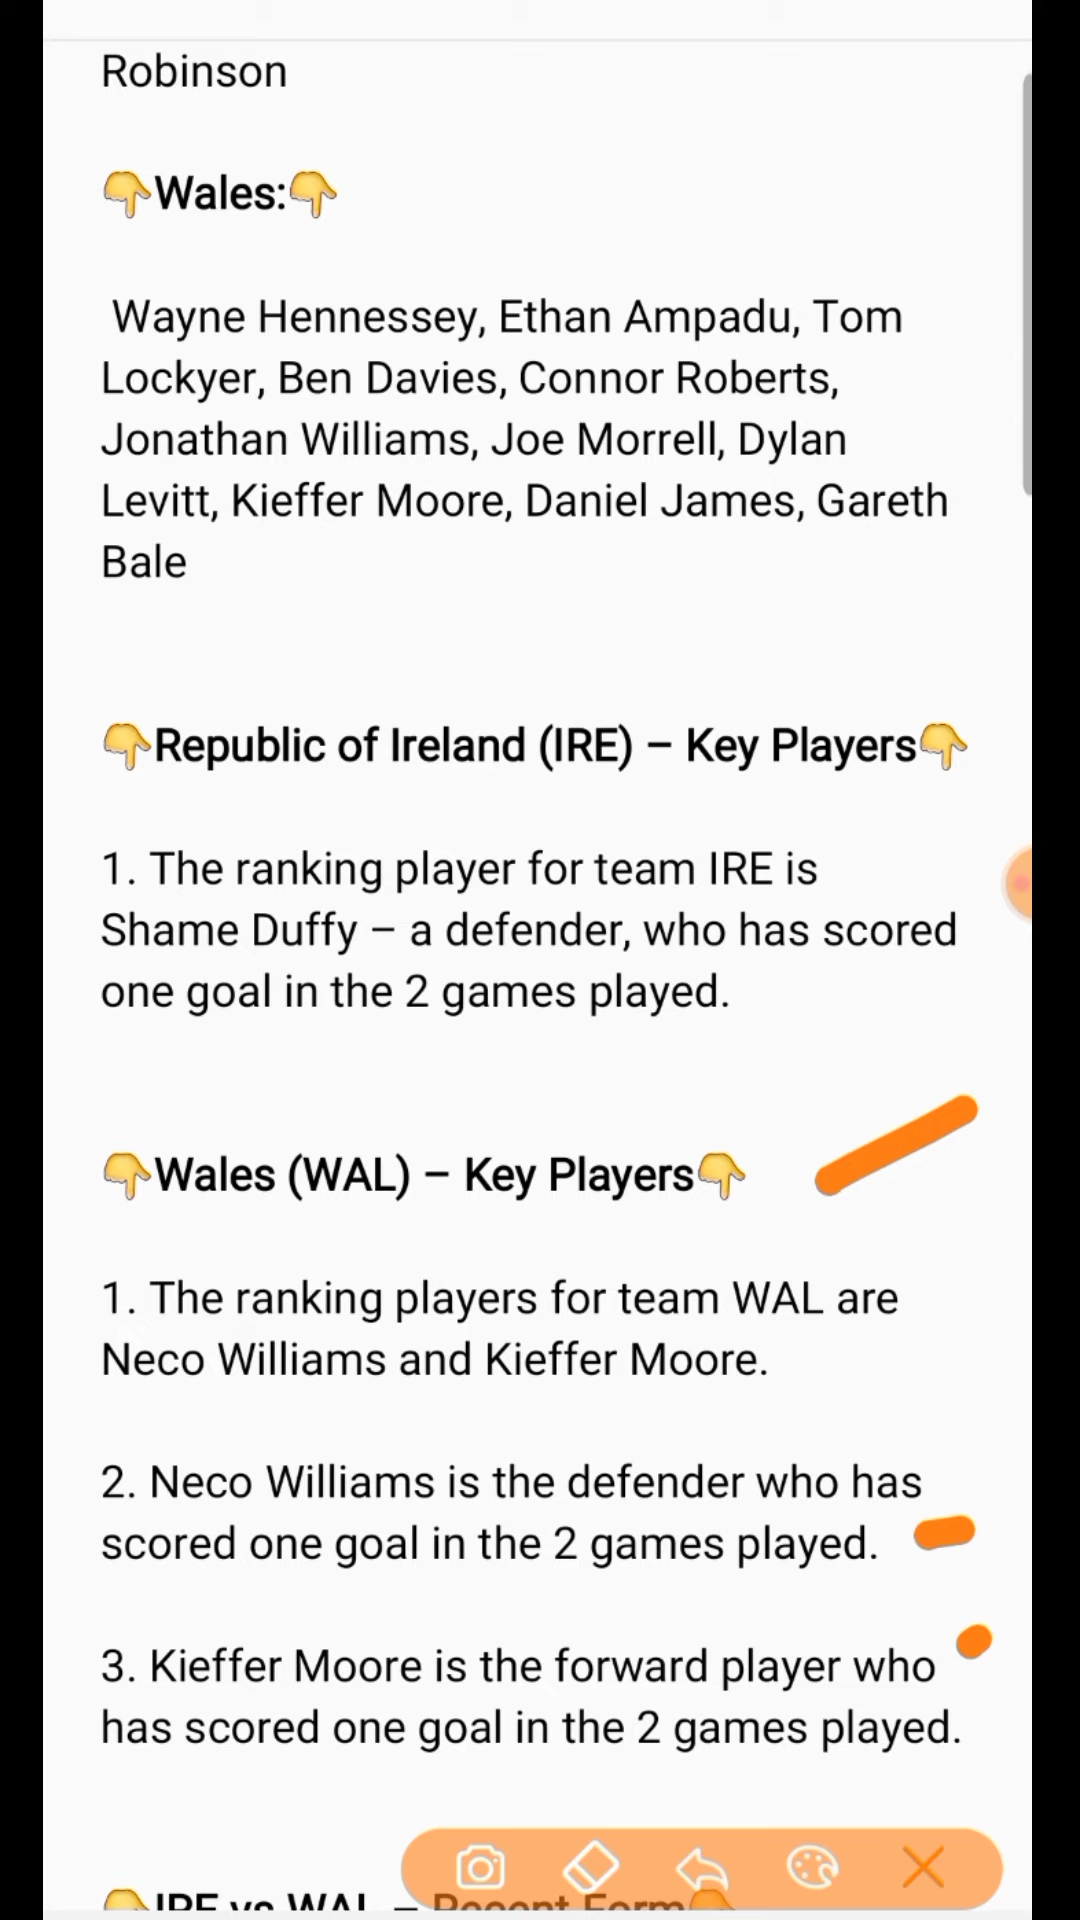 Robinson
👇Wales:👇
Wayne Hennessey, Ethan Ampadu, Tom
Lockyer, Ben Davies, Connor Roberts,
Jonathan Williams, Joe Morrell, Dylan
Levitt, Kieffer Moore, Daniel James, Gareth
Bale
👇Republic of Ireland (IRE) – Key Players👇
1. The ranking player for team IRE is
Shame Duffy – a defender, who has scored
one goal in the 2 games played.
👇Wales (WAL) – Key Players👇
1. The ranking players for team WAL are
Neco Williams and Kieffer Moore.
2. Neco Williams is the defender who has
scored one goal in the 2 games played.
3. Kieffer Moore is the forward player who
has scored one goal in the 2 games played.
👇IRE vs WAL – Recent Form👇